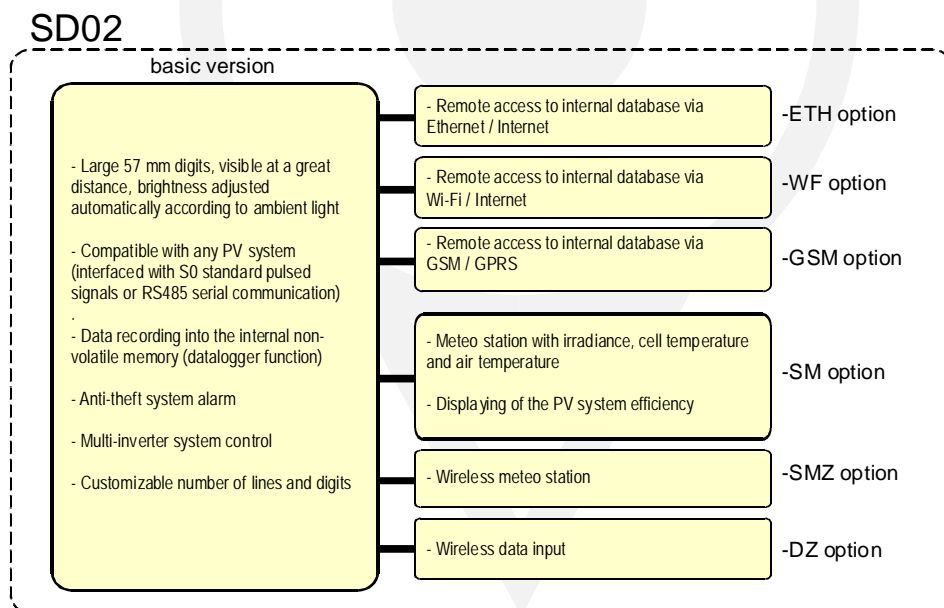 SD02
basic version
- Large 57 mm digits, visible at a great
distance, brightness adjusted
automatically according to ambient light
- Compatible with any PV system
(interfaced with S0 standard pulsed
signals or RS485 serial communication)
.
- Data recording into the internal non-
volatile memory (datalogger function)
- Anti-theft system alarm
- Multi-inverter system control
- Customizable number of lines and digits
- Remote access to internal database via
Ethernet / Internet
-ETH option
- Remote access to internal database via
Wi-Fi / Internet
-WF option
- Remote access to internal database via
GSM / GPRS
-GSM option
- Meteo station with irradiance, cell temperature
and air temperature
- Displaying of the PV system efficiency
-SM option
- Wireless meteo station
-SMZ option
- Wireless data input
-DZ option